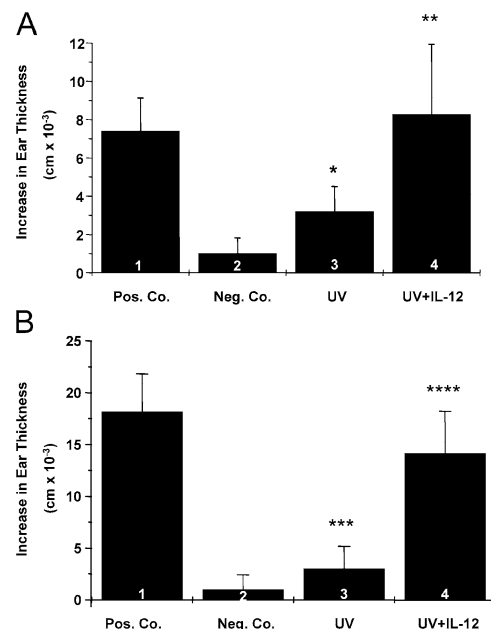 A
Increase in Ear Thickness
(cm x 10-3)
12
10
8
6
4
2
0
*
**
1
2
3
4
Pos. Co.
Neg. Co.
UV
UV+IL-12
B
Increase in Ear Thickness
(cm x 10-3)
25
20
15
10
5
0
***
****
1
2
3
4
Pos. Co.
Neg. Co.
UV
UV+IL-12